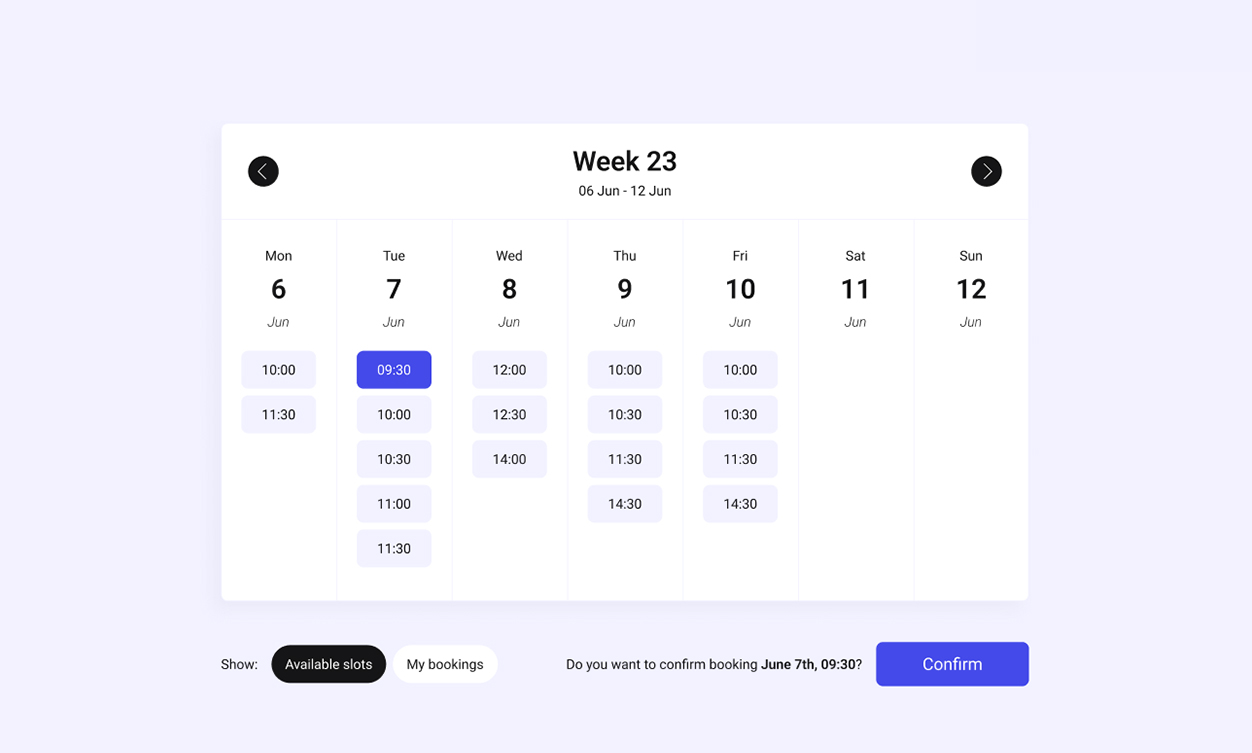 Week 23
06 Jun - 12 Jun
Mon Tue Wed Thu Fri Sat Sun
6 7 8 9 10 11 12
Jun Jun Jun Jun Jun Jun Jun
10:00 09:30 12:00 10:00 10:00
11:30 10:00 12:30 10:30 10:30
10:30 14:00 11:30 11:30
11:00 14:30 14:30
11:30
Show: Available slots My bookings Do you want to confirm booking June 7th, 09:30? Confirm